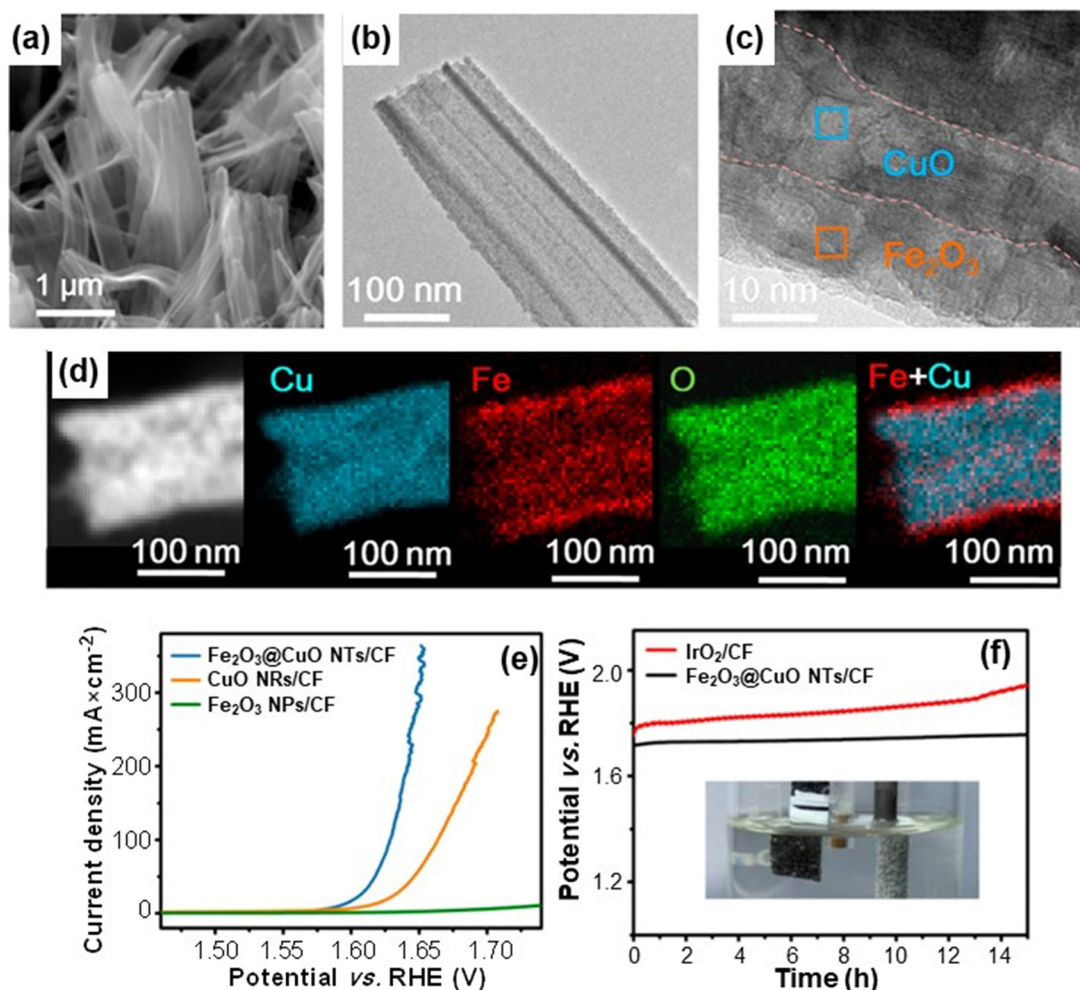 (a)
1 µm
(b)
100 nm
(c)
CuO
Fe₂O₃
10 nm
(d)
Cu
Fe
O
Fe+Cu
100 nm
100 nm
100 nm
100 nm
100 nm
(e)
Fe₂O₃@CuO NTs/CF
CuO NRs/CF
Fe₂O₃ NPs/CF
Current density (mA×cm⁻²)
300
200
100
0
1.50
1.55
1.60
1.65
1.70
Potential vs. RHE (V)
(f)
IrO₂/CF
Fe₂O₃@CuO NTs/CF
Potential vs. RHE (V)
2.0
1.6
1.2
0
2
4
6
8
10
12
14
Time (h)